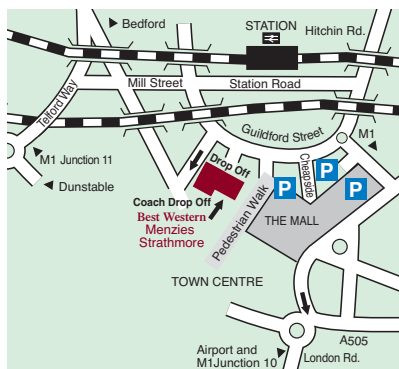 Bedford
STATION
Hitchin Rd.
Telford Way
Mill Street
Station Road
Guildford Street
M1
M1 Junction 11
Dunstable
Drop Off
Cheapside
P
P
P
Coach Drop Off
Best Western
Menzies
Strathmore
Pedestrian Walk
THE MALL
TOWN CENTRE
A505
Airport and
M1Junction 10
London Rd.